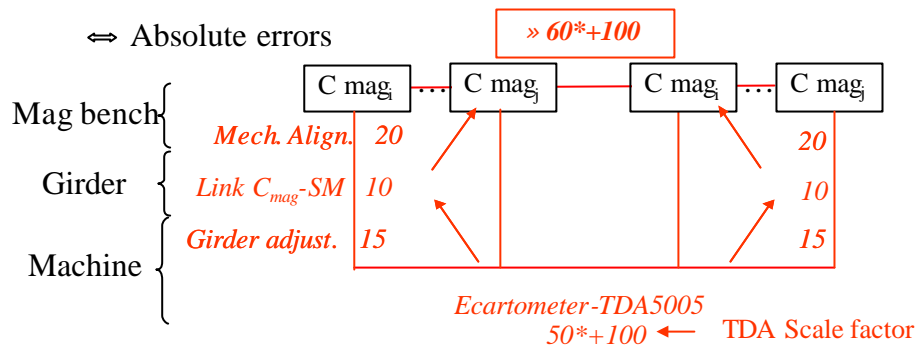 ⇔ Absolute errors
» 60*+100
C magᵢ ... C magⱼ C magᵢ ... C magⱼ
Mag bench
Mech. Align. 20 20
Girder
Link Cmag-SM 10 10
Girder adjust. 15 15
Machine
Ecartometer-TDA5005
50*+100 ← TDA Scale factor